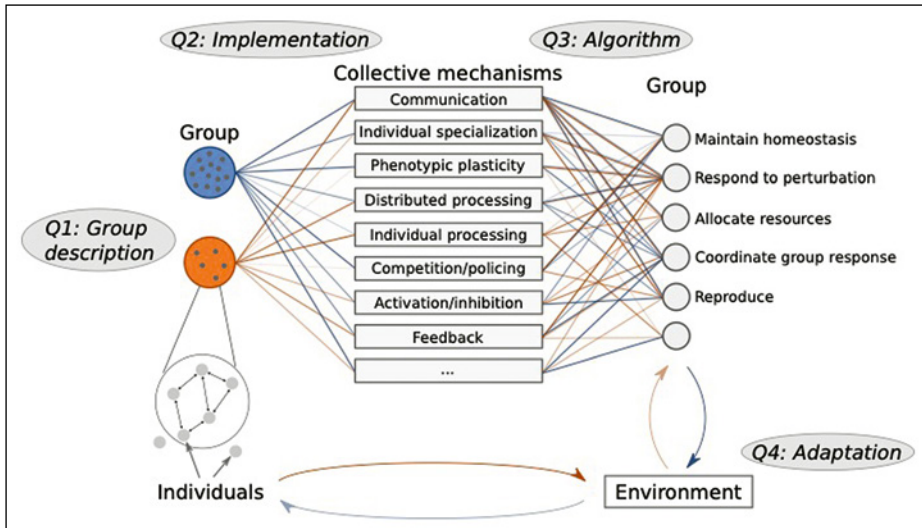 Q2: Implementation
Q3: Algorithm
Collective mechanisms
Group
Group
Communication
Individual specialization
Phenotypic plasticity
Distributed processing
Individual processing
Competition/policing
Activation/inhibition
Feedback
...
Maintain homeostasis
Respond to perturbation
Allocate resources
Coordinate group response
Reproduce
Q1: Group
description
Q4: Adaptation
Individuals
Environment